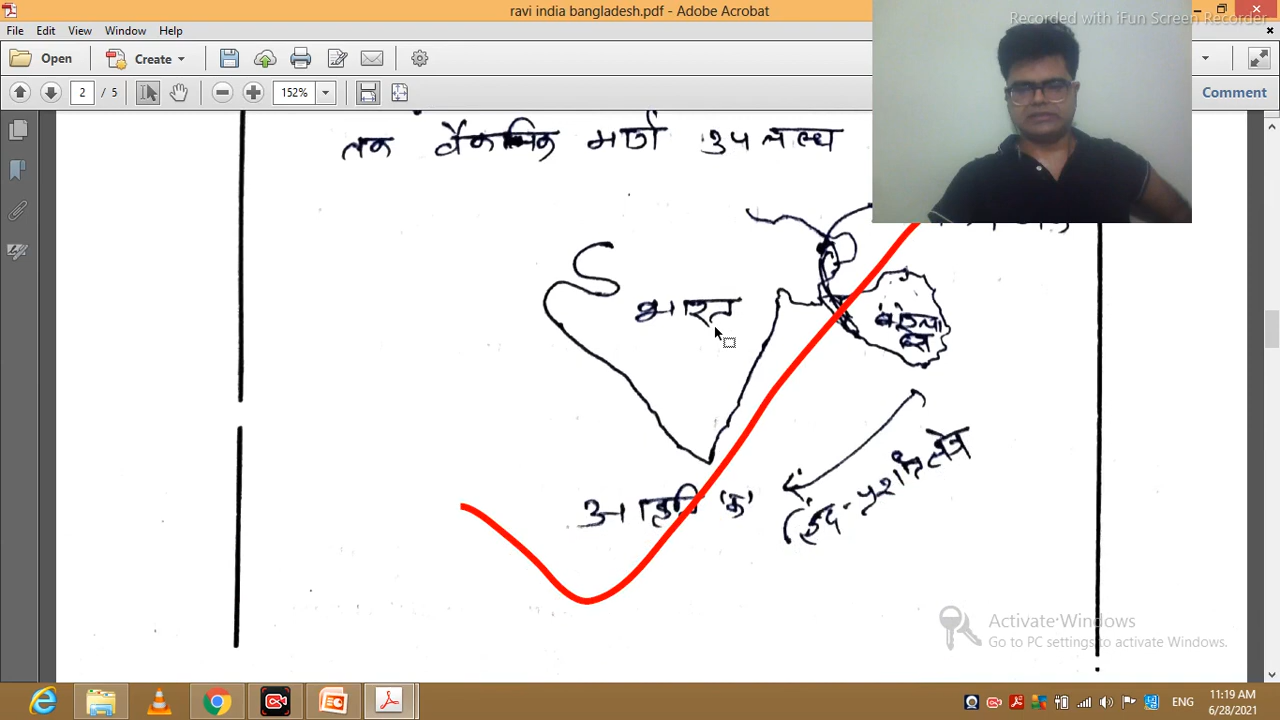 ravi india bangladesh.pdf - Adobe Acrobat
Recorded with iFun Screen Recorder
File Edit View Window Help
Open Create
2 / 5 152% Comment
तक वैकल्पिक मार्ग उपलब्ध
भारत
बांग्ला
देश
आकृति 'क'
हिंद-प्रशांत क्षेत्र
Activate Windows
Go to PC settings to activate Windows.
ENG
11:19 AM
6/28/2021